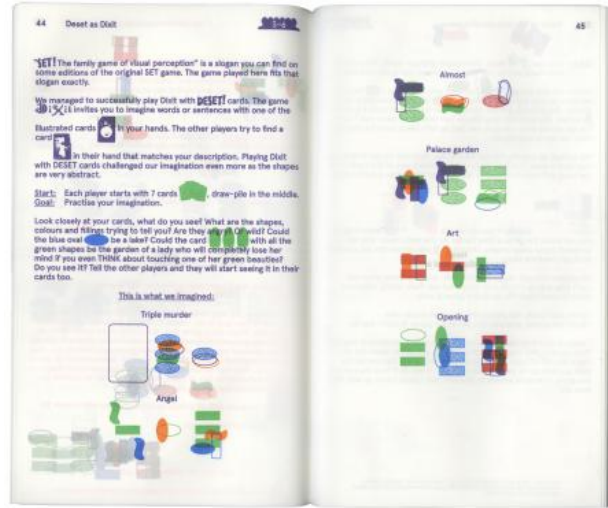 44 Deset as Dixit
"SET! The family game of visual perception" is a slogan you can find on
some editions of the original SET game. The game played here fits that
slogan exactly.
We managed to successfully play Dixit with DESET! cards. The game
DiXit invites you to imagine words or sentences with one of the
illustrated cards in your hands. The other players try to find a
card
in their hand that matches your description. Playing Dixit
with DESET cards challenged our imagination even more as the shapes
are very abstract.
Start: Each player starts with 7 cards , draw-pile in the middle.
Goal: Practise your imagination.
Look closely at your cards, what do you see? What are the shapes,
colours and fillings trying to tell you? Are they angry? Or wild? Could
the blue oval be a lake? Could the card with all the
green shapes be the garden of a lady who will completely lose her
mind if you even THINK about touching one of her green beauties?
Do you see it? Tell the other players and they will start seeing it in their
cards too.
This is what we imagined:
Triple murder
Angel
45
Almost
Palace garden
Art
Opening